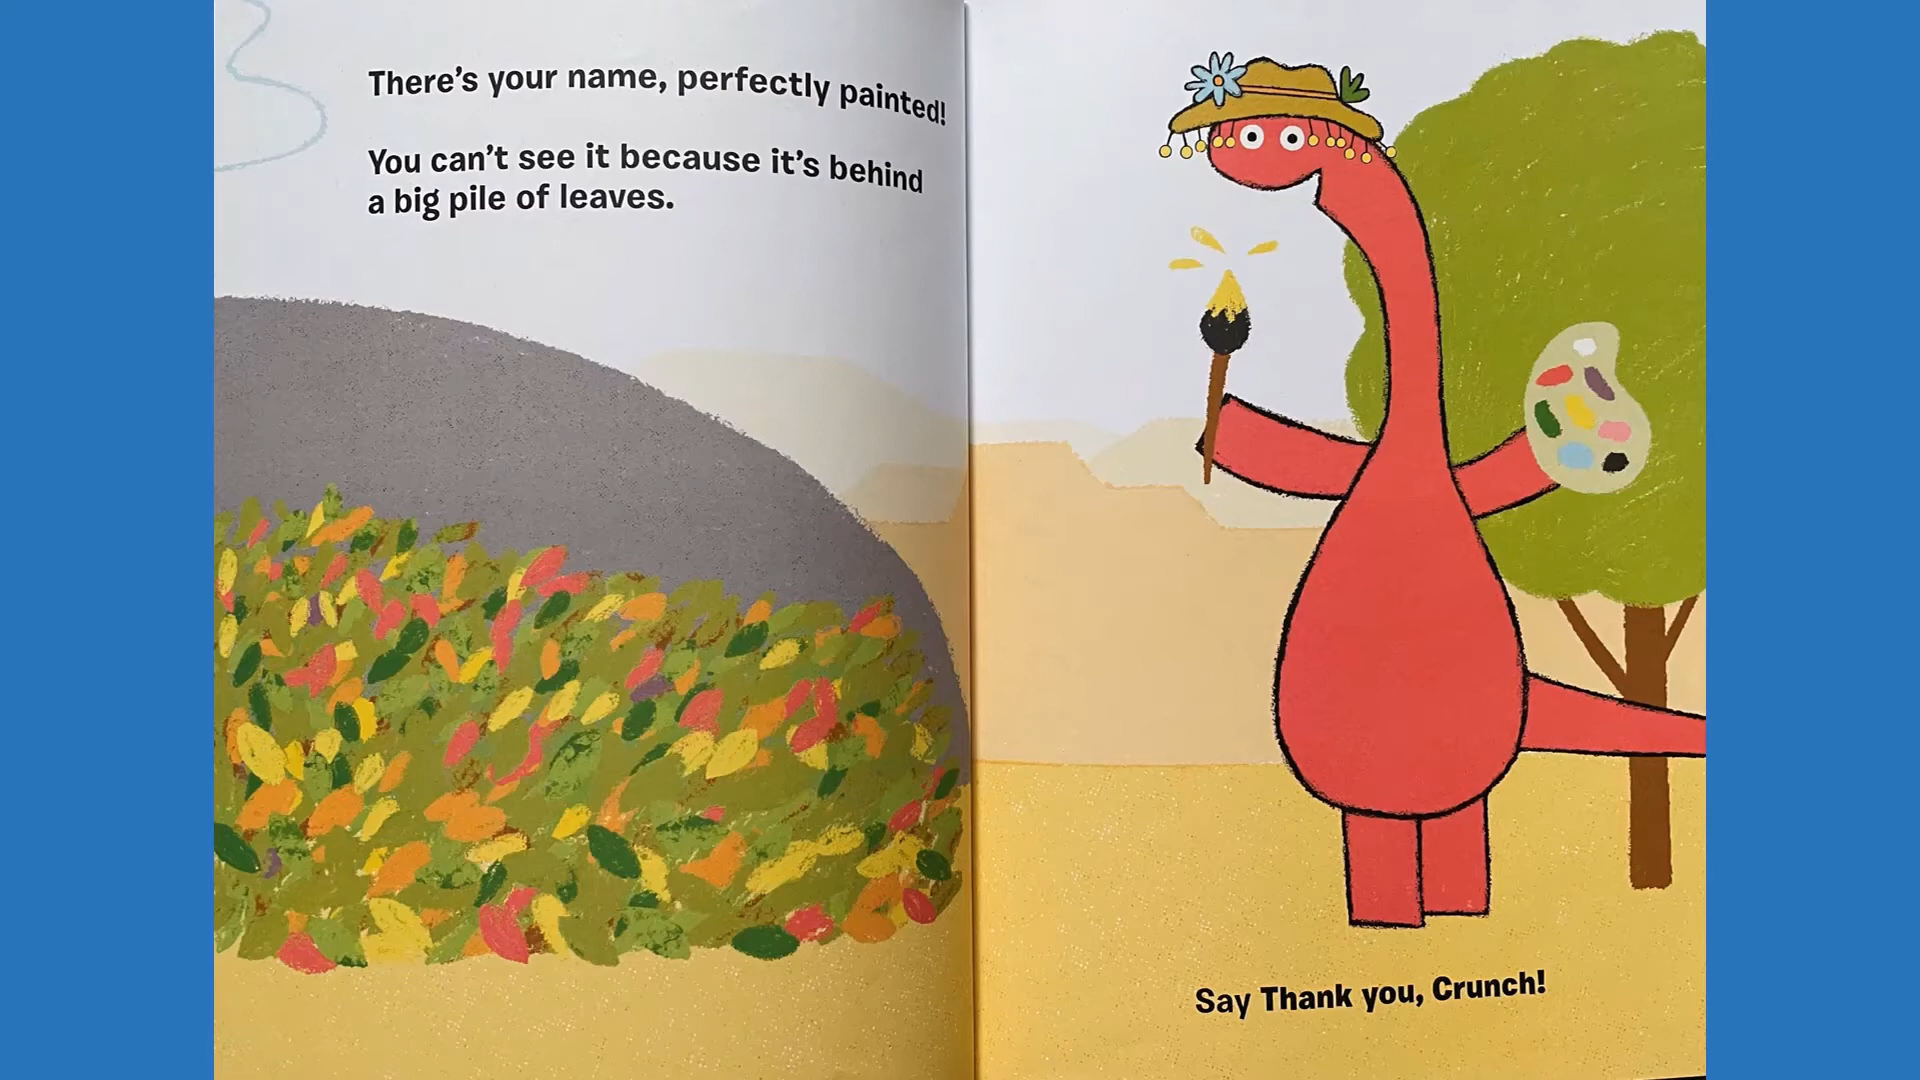 There's your name, perfectly painted!
You can't see it because it's behind
a big pile of leaves.
Say Thank you, Crunch!